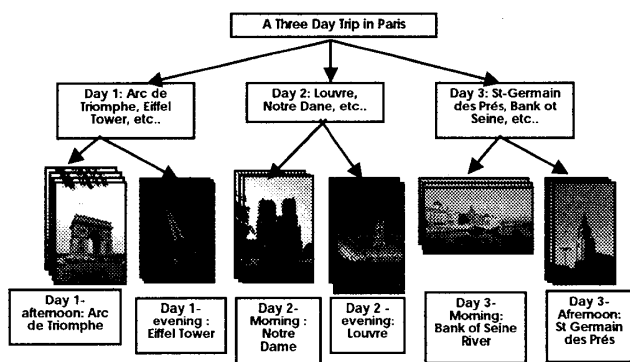 A Three Day Trip in Paris
Day 1: Arc de
Triomphe, Eiffel
Tower, etc..
Day 2: Louvre,
Notre Dane, etc..
Day 3: St-Germain
des Prés, Bank ot
Seine, etc..
Day 1-
afternoon: Arc
de Triomphe
Day 1-
evening :
Eiffel Tower
Day 2-
Morning :
Notre
Dame
Day 2 -
evening:
Louvre
Day 3-
Morning:
Bank of Seine
River
Day 3-
Afernoon:
St Germain
des Prés